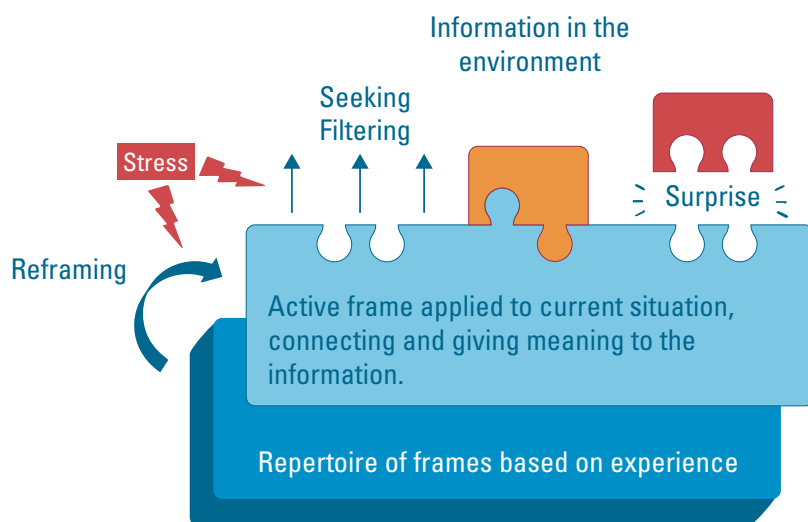 Information in the
environment
Seeking
Filtering
Stress
Surprise
Reframing
Active frame applied to current situation,
connecting and giving meaning to the
information.
Repertoire of frames based on experience